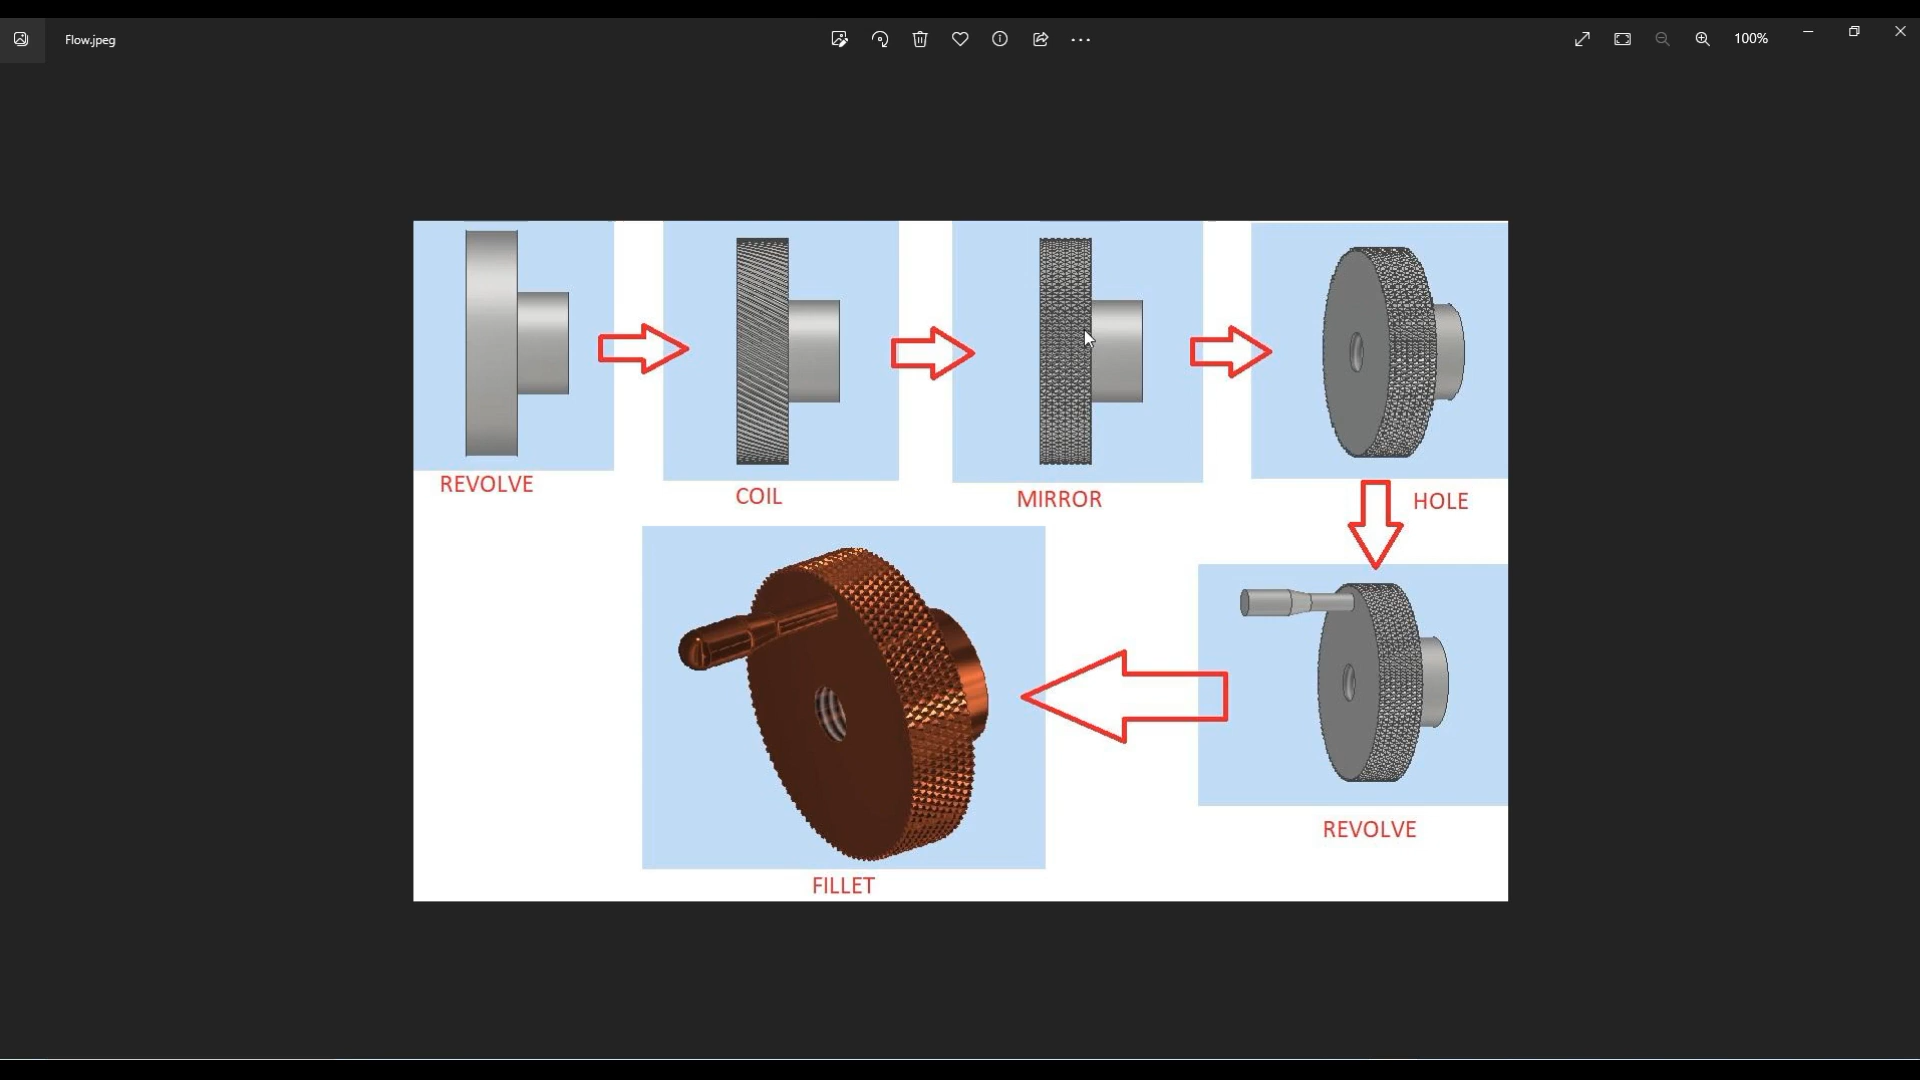 Flow.jpeg
100%
REVOLVE
COIL
MIRROR
HOLE
REVOLVE
FILLET